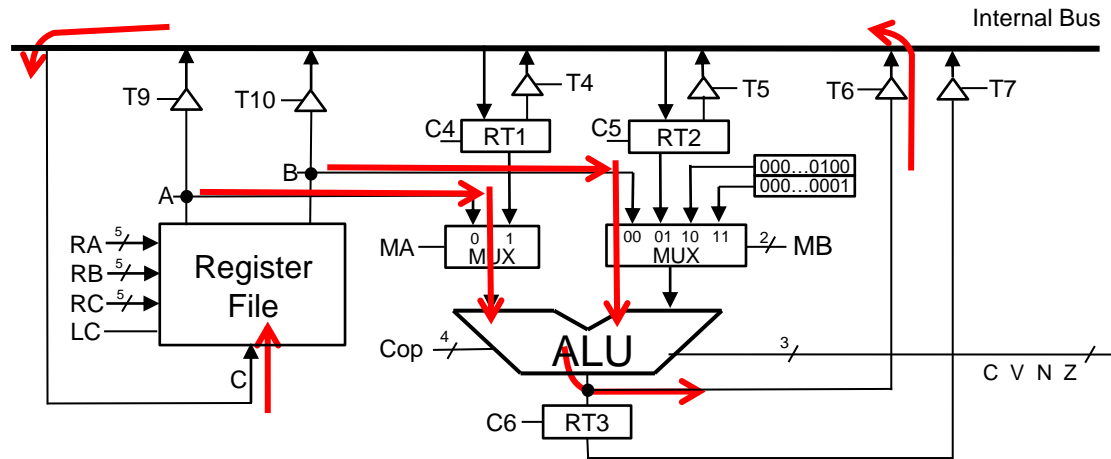 Internal Bus
T9
T10
T4
T5
T6
T7
C4
RT1
C5
RT2
B
A
000...0100
000...0001
RA 5
RB 5
RC 5
LC
Register
File
C
MA
0 1
MUX
00 01 10 11
MUX
2 MB
Cop 4
ALU
3
C V N Z
C6
RT3